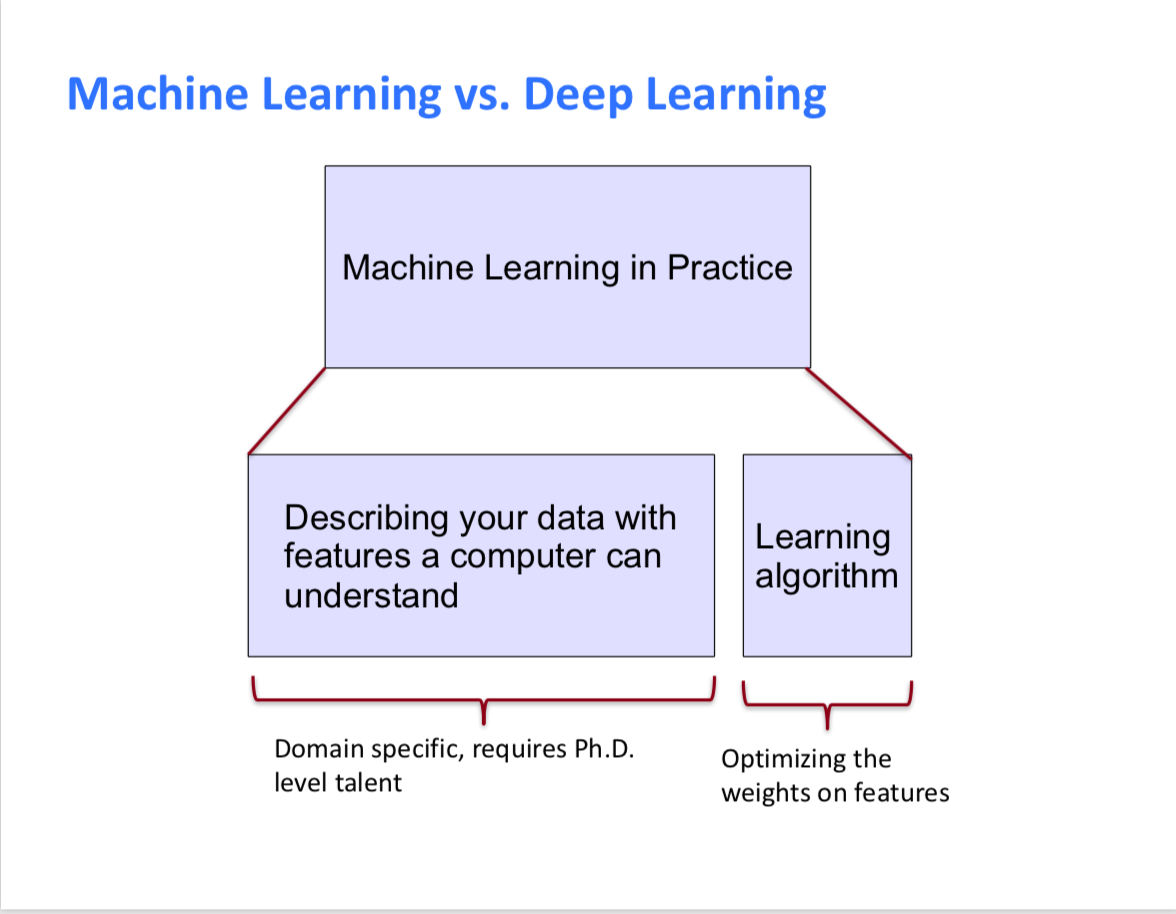 Machine Learning vs. Deep Learning
Machine Learning in Practice
Describing your data with
features a computer can
understand
Learning
algorithm
Domain specific, requires Ph.D.
level talent
Optimizing the
weights on features